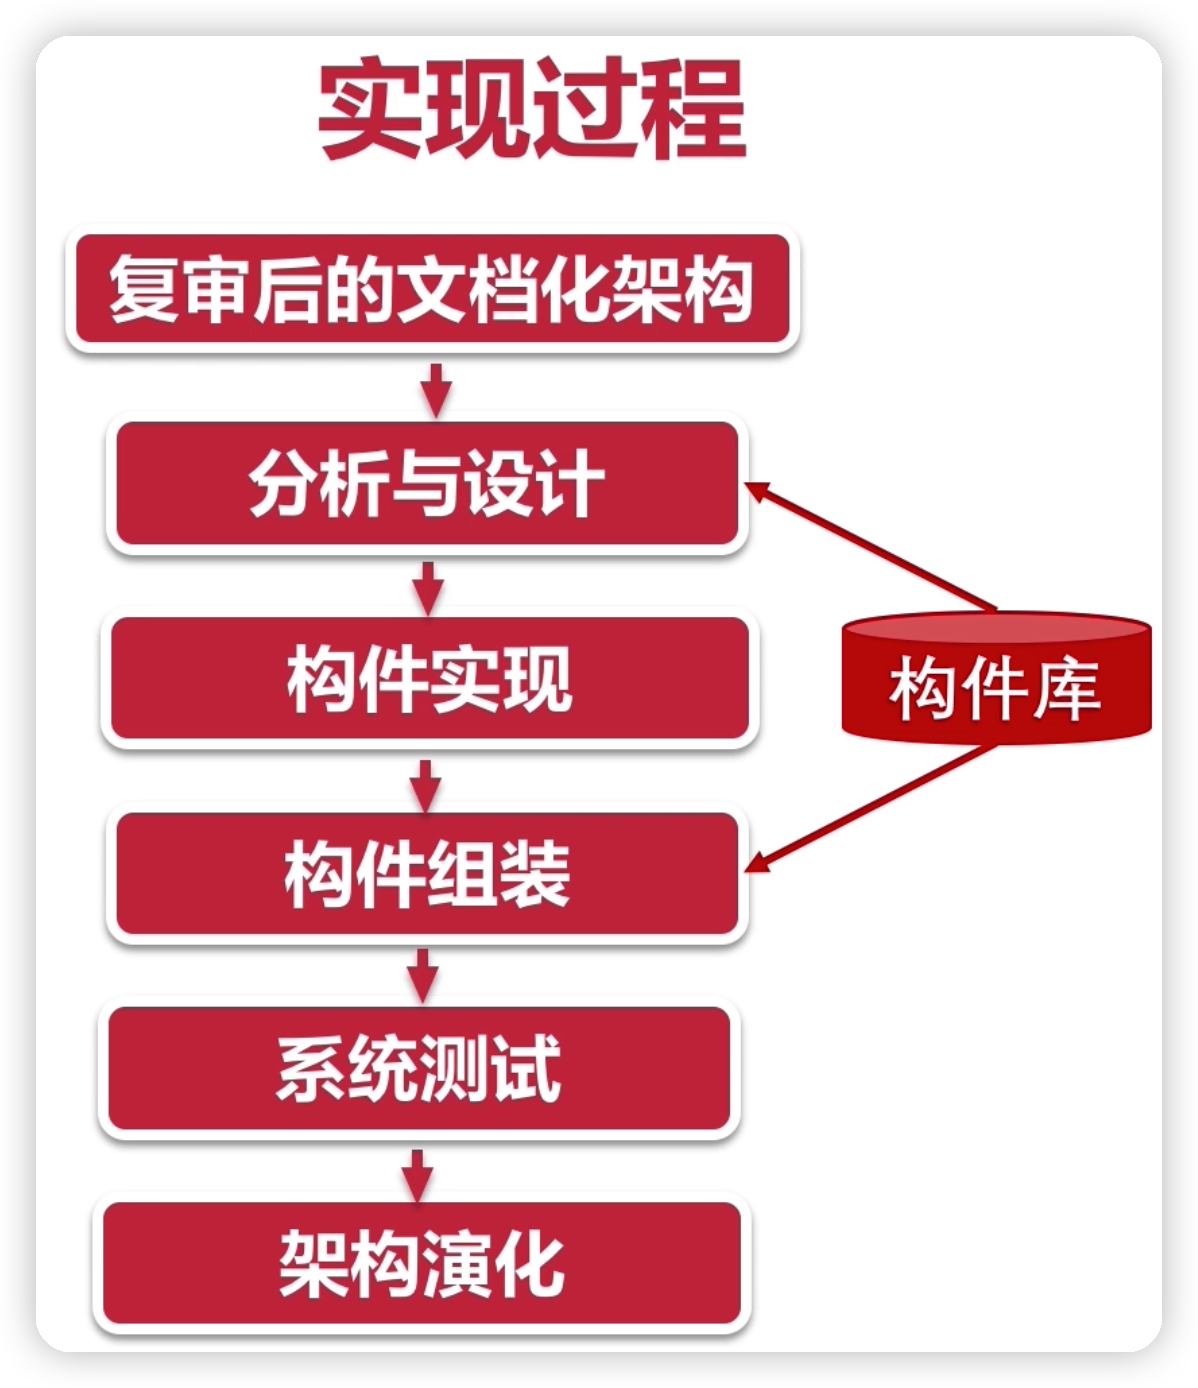 实现过程
复审后的文档化架构
分析与设计
构件实现
构件库
构件组装
系统测试
架构演化